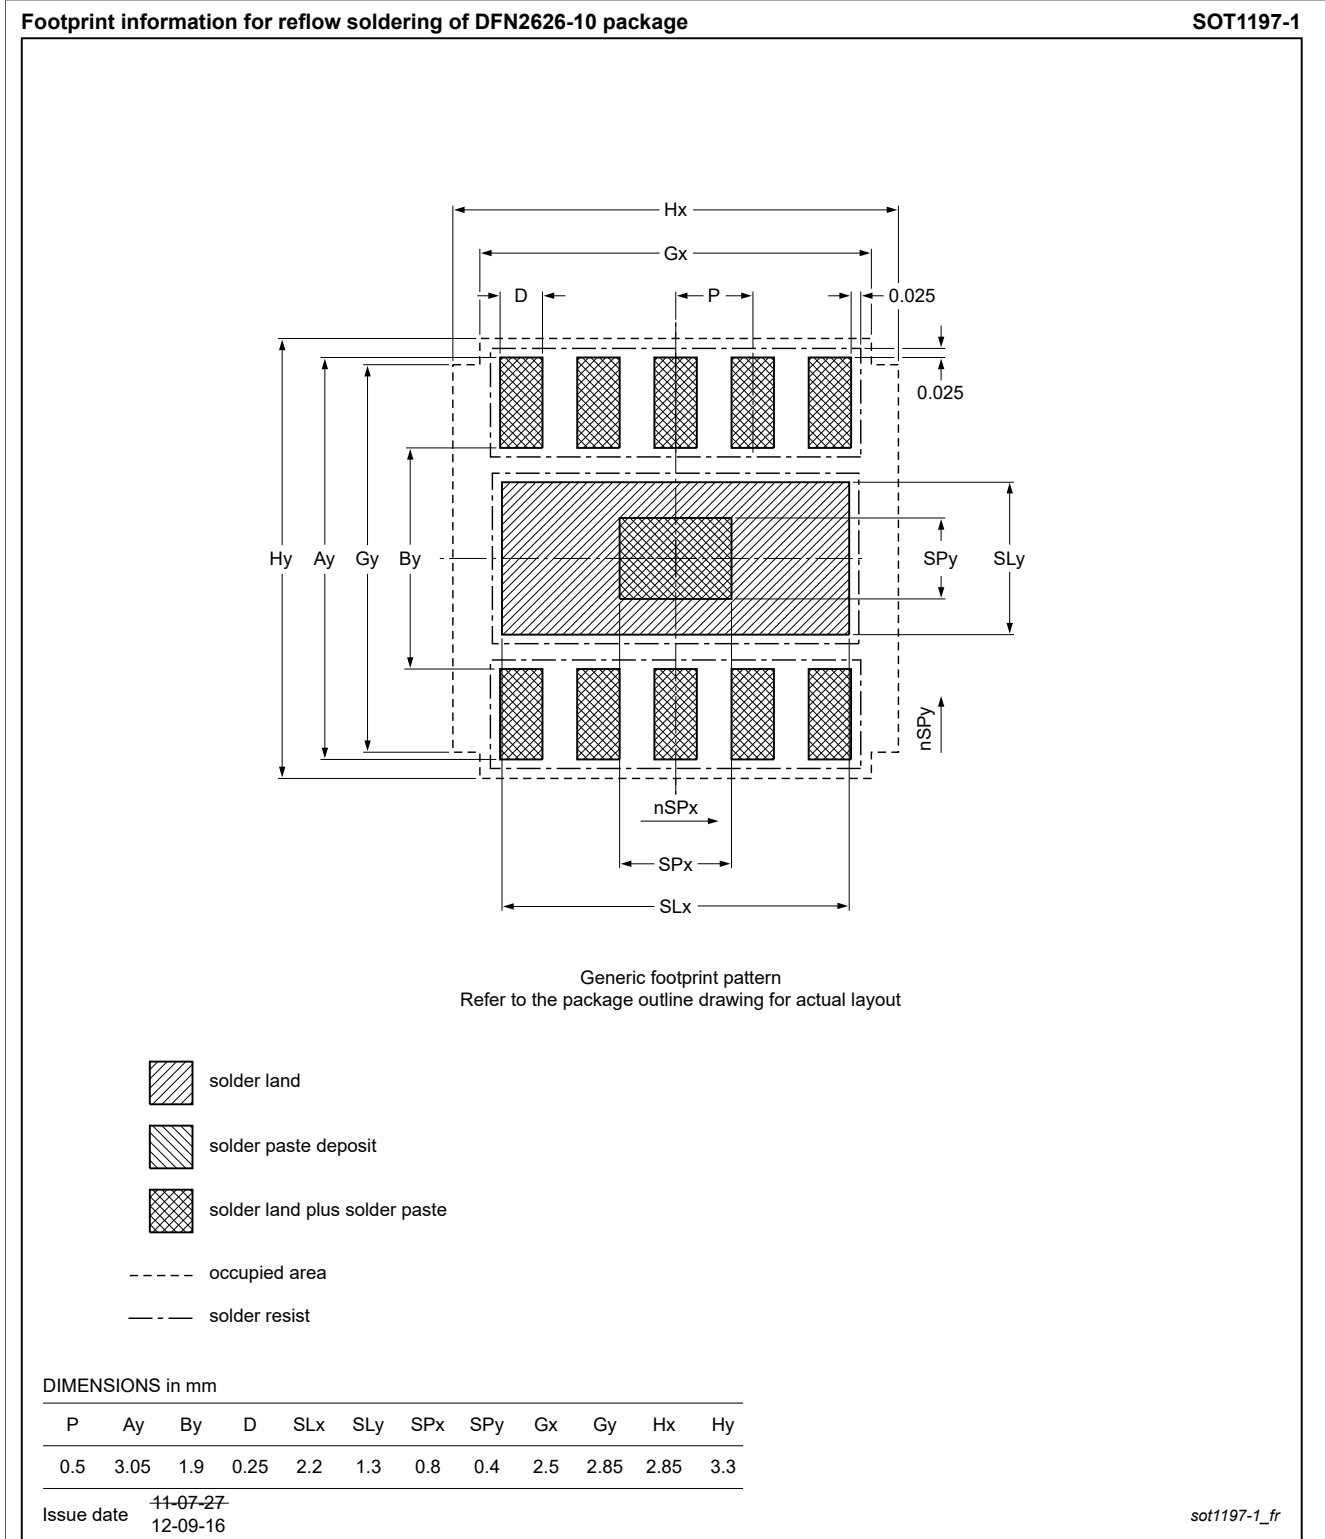 Footprint information for reflow soldering of DFN2626-10 package SOT1197-1
Hx
Gx
D P 0.025
0.025
Hy Ay Gy By SPy SLy
nSPy
nSPx
SPx
SLx
Generic footprint pattern
Refer to the package outline drawing for actual layout
solder land
solder paste deposit
solder land plus solder paste
occupied area
solder resist
DIMENSIONS in mm
P Ay By D SLx SLy SPx SPy Gx Gy Hx Hy
0.5 3.05 1.9 0.25 2.2 1.3 0.8 0.4 2.5 2.85 2.85 3.3
Issue date 11-07-27
12-09-16
sot1197-1_fr